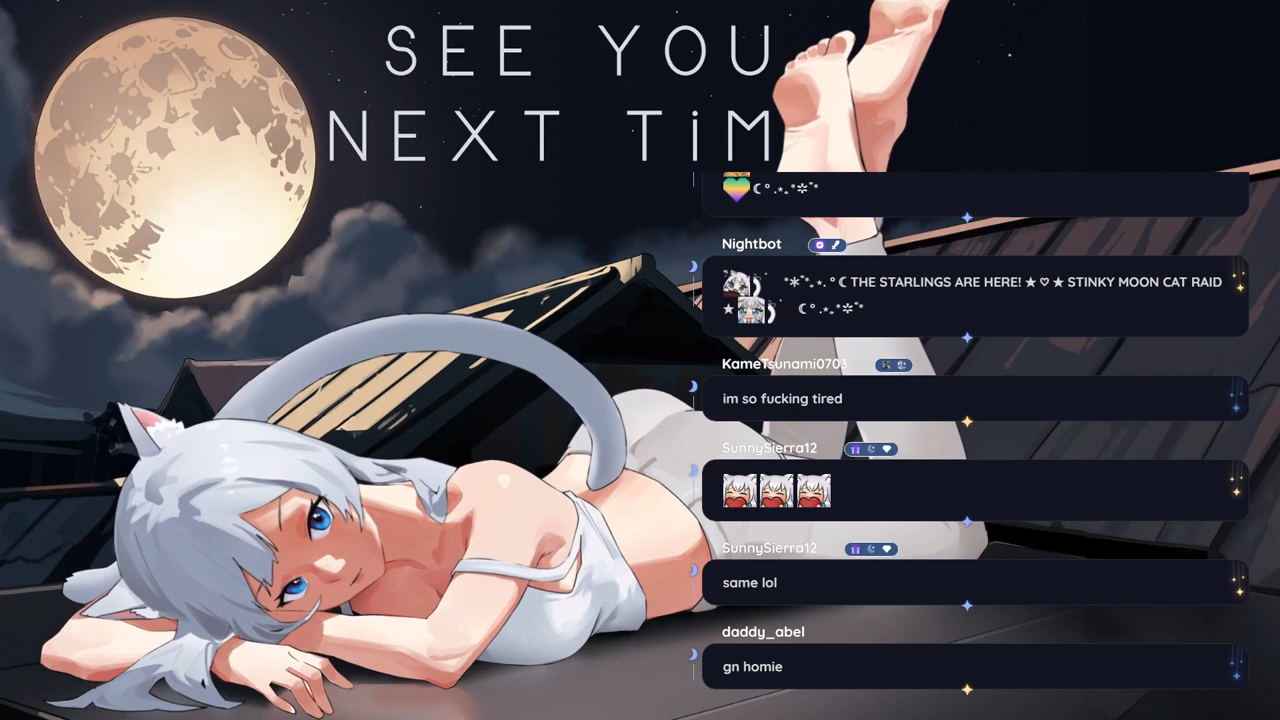 SEE YOU
NEXT TiM
☾° .⋆｡°✲˚°
Nightbot
°✲˚°｡⋆. °☾ THE STARLINGS ARE HERE! ★ ♡ ★ STINKY MOON CAT RAID
★ ☾° .⋆｡°✲˚°
KameTsunami0703
im so fucking tired
SunnySierra12
SunnySierra12
same lol
daddy_abel
gn homie